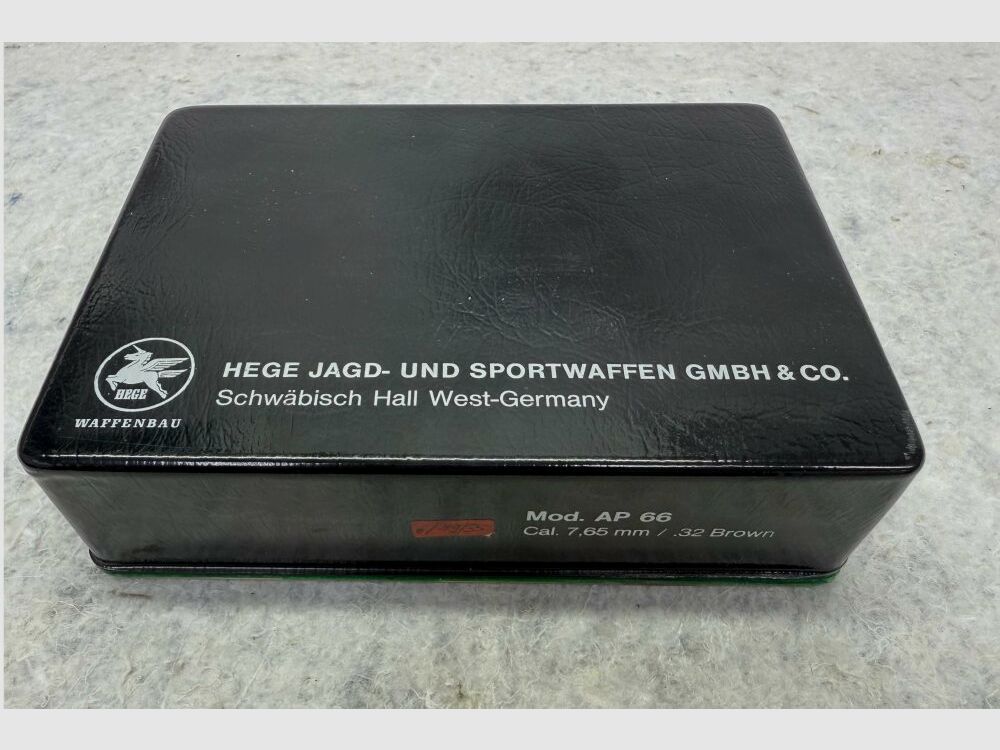 HEGE
WAFFENBAU
HEGE JAGD- UND SPORTWAFFEN GMBH & CO.
Schwäbisch Hall West-Germany
Mod. AP 66
Cal. 7,65 mm / .32 Brown